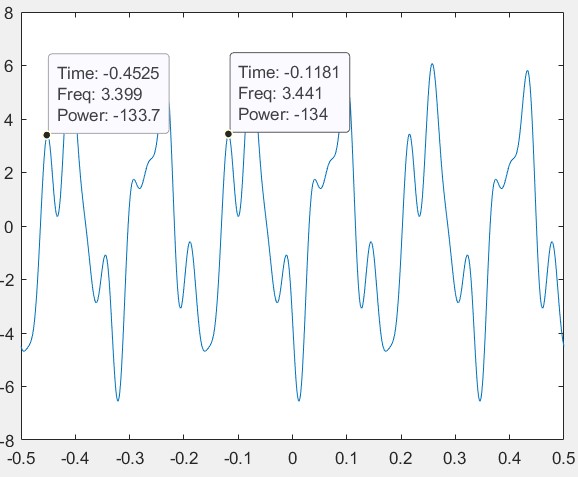 8
6
4
2
0
-2
-4
-6
-8
Time: -0.4525
Freq: 3.399
Power: -133.7
Time: -0.1181
Freq: 3.441
Power: -134
-0.5 -0.4 -0.3 -0.2 -0.1 0 0.1 0.2 0.3 0.4 0.5